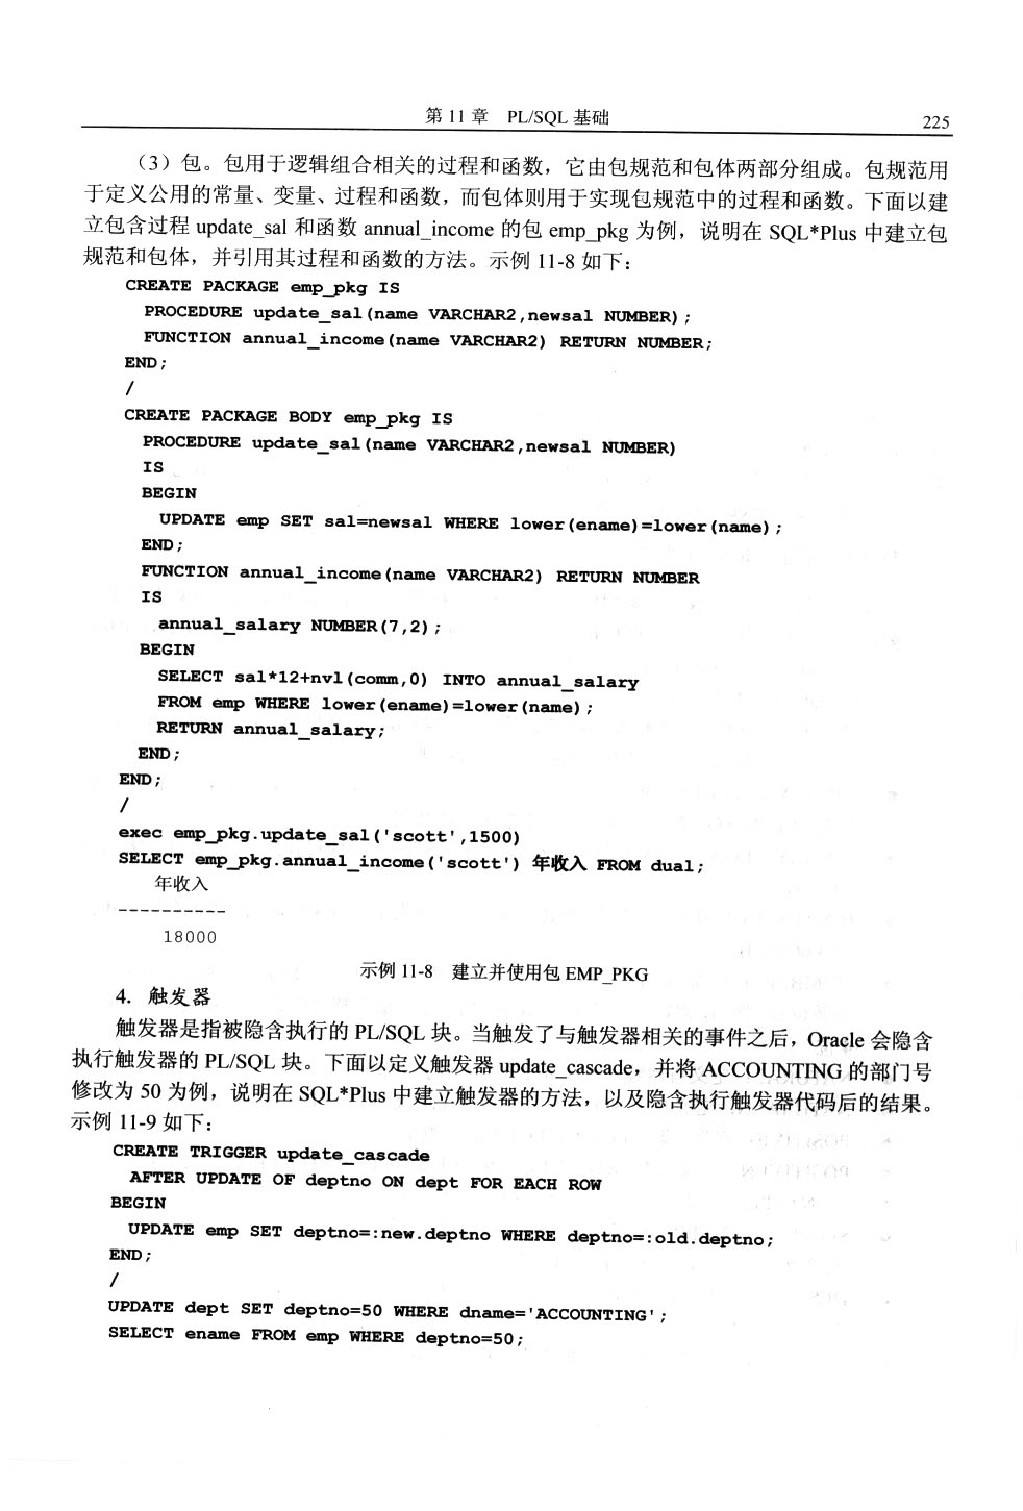 第 11 章 PL/SQL 基础
225
（3）包。包用于逻辑组合相关的过程和函数，它由包规范和包体两部分组成。包规范用
于定义公用的常量、变量、过程和函数，而包体则用于实现包规范中的过程和函数。下面以建
立包含过程 update_sal 和函数 annual_income 的包 emp_pkg 为例，说明在 SQL*Plus 中建立包
规范和包体，并引用其过程和函数的方法。示例 11-8 如下：
CREATE PACKAGE emp_pkg IS
PROCEDURE update_sal(name VARCHAR2,newsal NUMBER);
FUNCTION annual_income(name VARCHAR2) RETURN NUMBER;
END;
/
CREATE PACKAGE BODY emp_pkg IS
PROCEDURE update_sal(name VARCHAR2,newsal NUMBER)
IS
BEGIN
UPDATE emp SET sal=newsal WHERE lower(ename)=lower(name);
END;
FUNCTION annual_income(name VARCHAR2) RETURN NUMBER
IS
annual_salary NUMBER(7,2);
BEGIN
SELECT sal*12+nvl(comm,0) INTO annual_salary
FROM emp WHERE lower(ename)=lower(name);
RETURN annual_salary;
END;
END;
/
exec emp_pkg.update_sal('scott',1500)
SELECT emp_pkg.annual_income('scott') 年收入 FROM dual;
年收入
----------
18000
示例 11-8 建立并使用包 EMP_PKG
4. 触发器
触发器是指被隐含执行的 PL/SQL 块。当触发了与触发器相关的事件之后，Oracle 会隐含
执行触发器的 PL/SQL 块。下面以定义触发器 update_cascade，并将 ACCOUNTING 的部门号
修改为 50 为例，说明在 SQL*Plus 中建立触发器的方法，以及隐含执行触发器代码后的结果。
示例 11-9 如下：
CREATE TRIGGER update_cascade
AFTER UPDATE OF deptno ON dept FOR EACH ROW
BEGIN
UPDATE emp SET deptno=:new.deptno WHERE deptno=:old.deptno;
END;
/
UPDATE dept SET deptno=50 WHERE dname='ACCOUNTING';
SELECT ename FROM emp WHERE deptno=50;